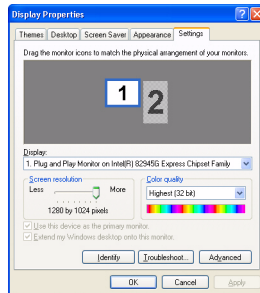 Display Properties
Themes Desktop Screen Saver Appearance Settings
Drag the monitor icons to match the physical arrangement of your monitors.
1 2
Display:
1. Plug and Play Monitor on Intel(R) 82945G Express Chipset Family
Screen resolution
Less More
1280 by 1024 pixels
Color quality
Highest (32 bit)
Use this device as the primary monitor.
Extend my Windows desktop onto this monitor.
Identify Troubleshoot... Advanced
OK Cancel Apply